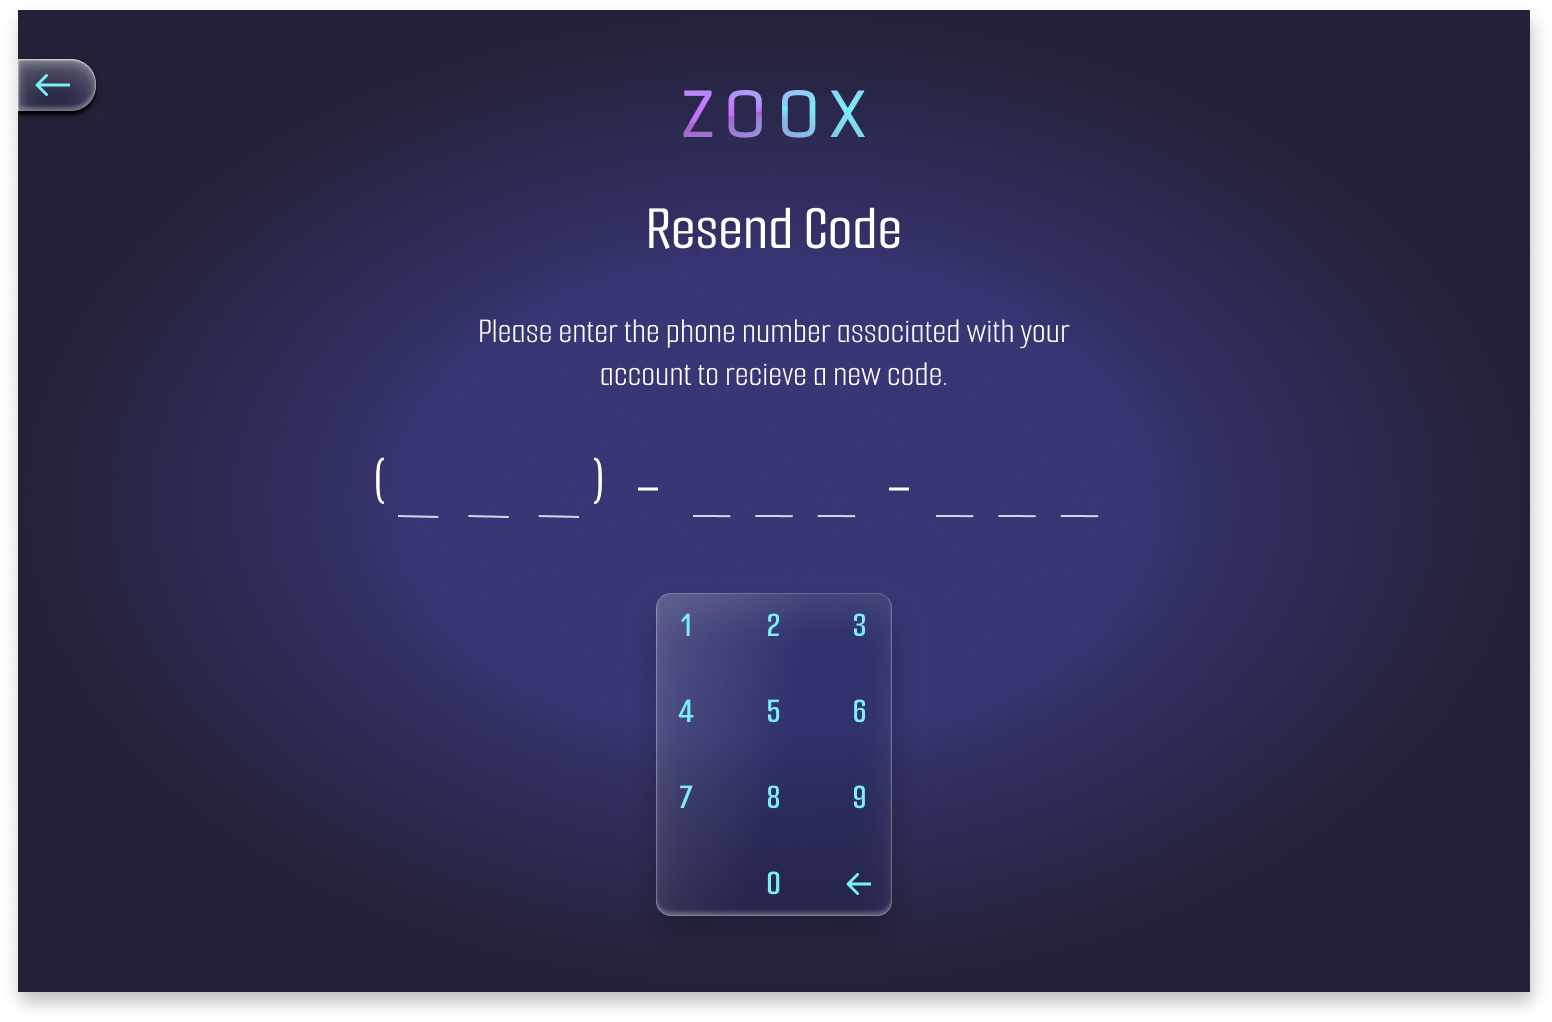 ZOOX
Resend Code
Please enter the phone number associated with your
account to recieve a new code.
(_ _ _) – _ _ _ – _ _ _
1 2 3
4 5 6
7 8 9
0 ←